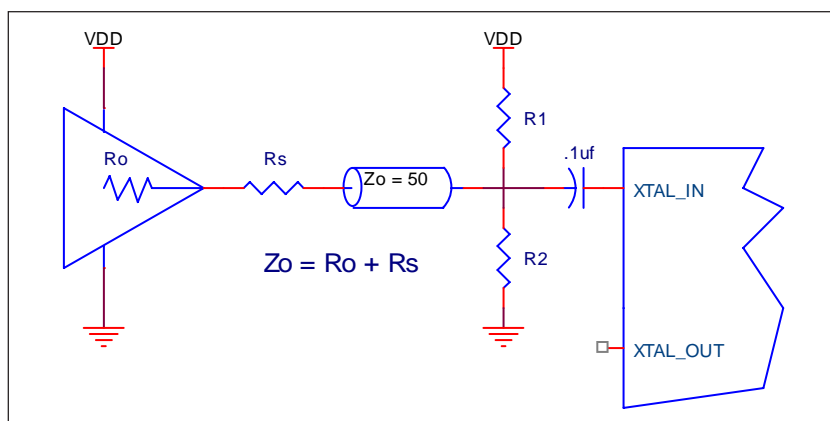 VDD
VDD
R1
Ro
Rs
Zo = 50
.1uf
XTAL_IN
Zo = Ro + Rs
R2
XTAL_OUT